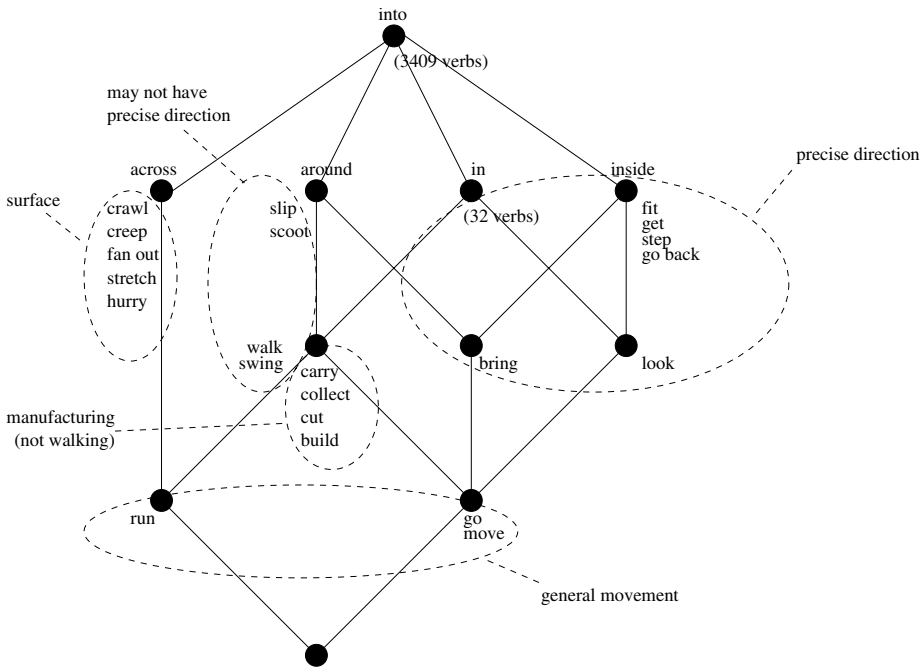 into
(3409 verbs)
may not have
precise direction
precise direction
across
around
in
inside
surface
crawl
creep
fan out
stretch
hurry
slip
scoot
(32 verbs)
fit
get
step
go back
walk
swing
bring
look
carry
collect
cut
build
manufacturing
(not walking)
run
go
move
general movement